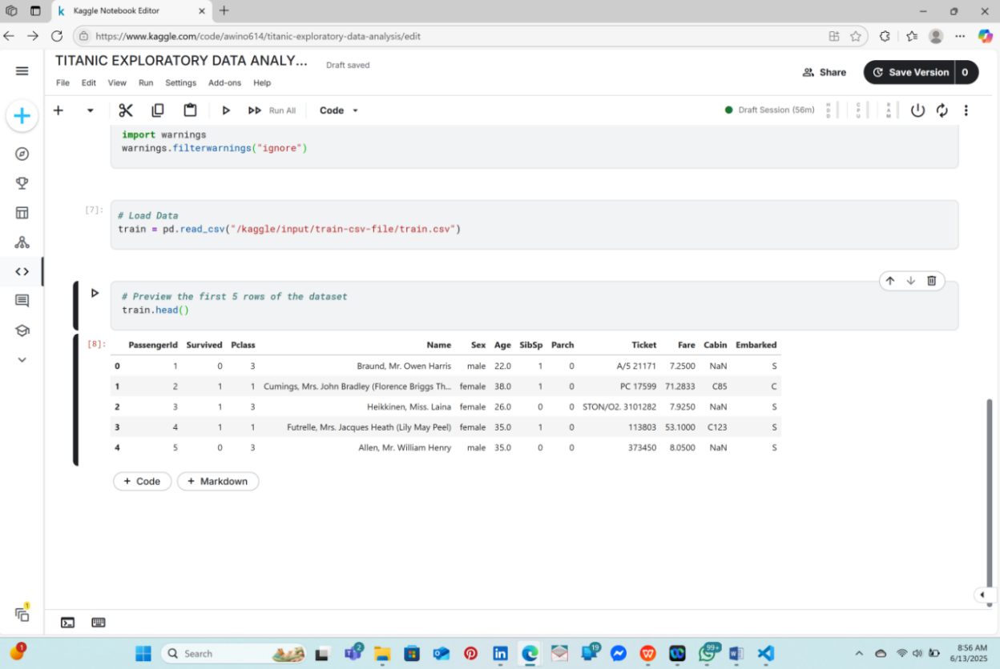 Kaggle Notebook Editor
https://www.kaggle.com/code/awino614/titanic-exploratory-data-analysis/edit
TITANIC EXPLORATORY DATA ANALY...
Draft saved
Share
Save Version
0
File Edit View Run Settings Add-ons Help
Run All
Code
Draft Session (56m)
HDD
CPU
RAM
import warnings
warnings.filterwarnings("ignore")
[7]:
# Load Data
train = pd.read_csv("/kaggle/input/train-csv-file/train.csv")
# Preview the first 5 rows of the dataset
train.head()
[8]:
PassengerId Survived Pclass Name Sex Age SibSp Parch Ticket Fare Cabin Embarked
0 1 0 3 Braund, Mr. Owen Harris male 22.0 1 0 A/5 21171 7.2500 NaN S
1 2 1 1 Cumings, Mrs. John Bradley (Florence Briggs Th... female 38.0 1 0 PC 17599 71.2833 C85 C
2 3 1 3 Heikkinen, Miss. Laina female 26.0 0 0 STON/O2. 3101282 7.9250 NaN S
3 4 1 1 Futrelle, Mrs. Jacques Heath (Lily May Peel) female 35.0 1 0 113803 53.1000 C123 S
4 5 0 3 Allen, Mr. William Henry male 35.0 0 0 373450 8.0500 NaN S
+ Code
+ Markdown
1
1
Search
2
19
99+
8:56 AM
6/13/2025